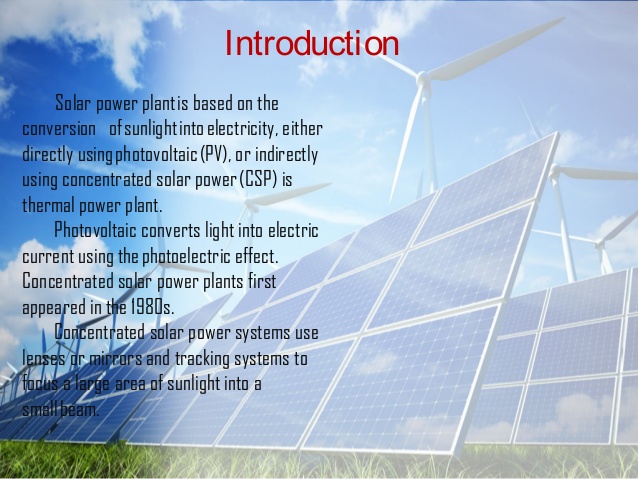 Introduction
Solar power plant is based on the
conversion of sunlight into electricity, either
directly using photovoltaic (PV), or indirectly
using concentrated solar power (CSP) is
thermal power plant.
Photovoltaic converts light into electric
current using the photoelectric effect.
Concentrated solar power plants first
appeared in the 1980s.
Concentrated solar power systems use
lenses or mirrors and tracking systems to
focus a large area of sunlight into a
small beam.